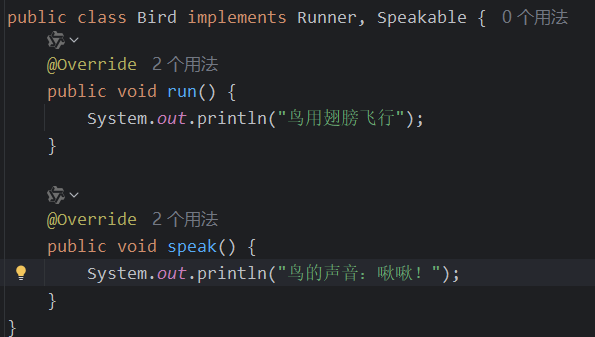 public class Bird implements Runner, Speakable { 0 个用法
@Override 2 个用法
public void run() {
System.out.println("鸟用翅膀飞行");
}
@Override 2 个用法
public void speak() {
System.out.println("鸟的声音：啾啾！");
}
}